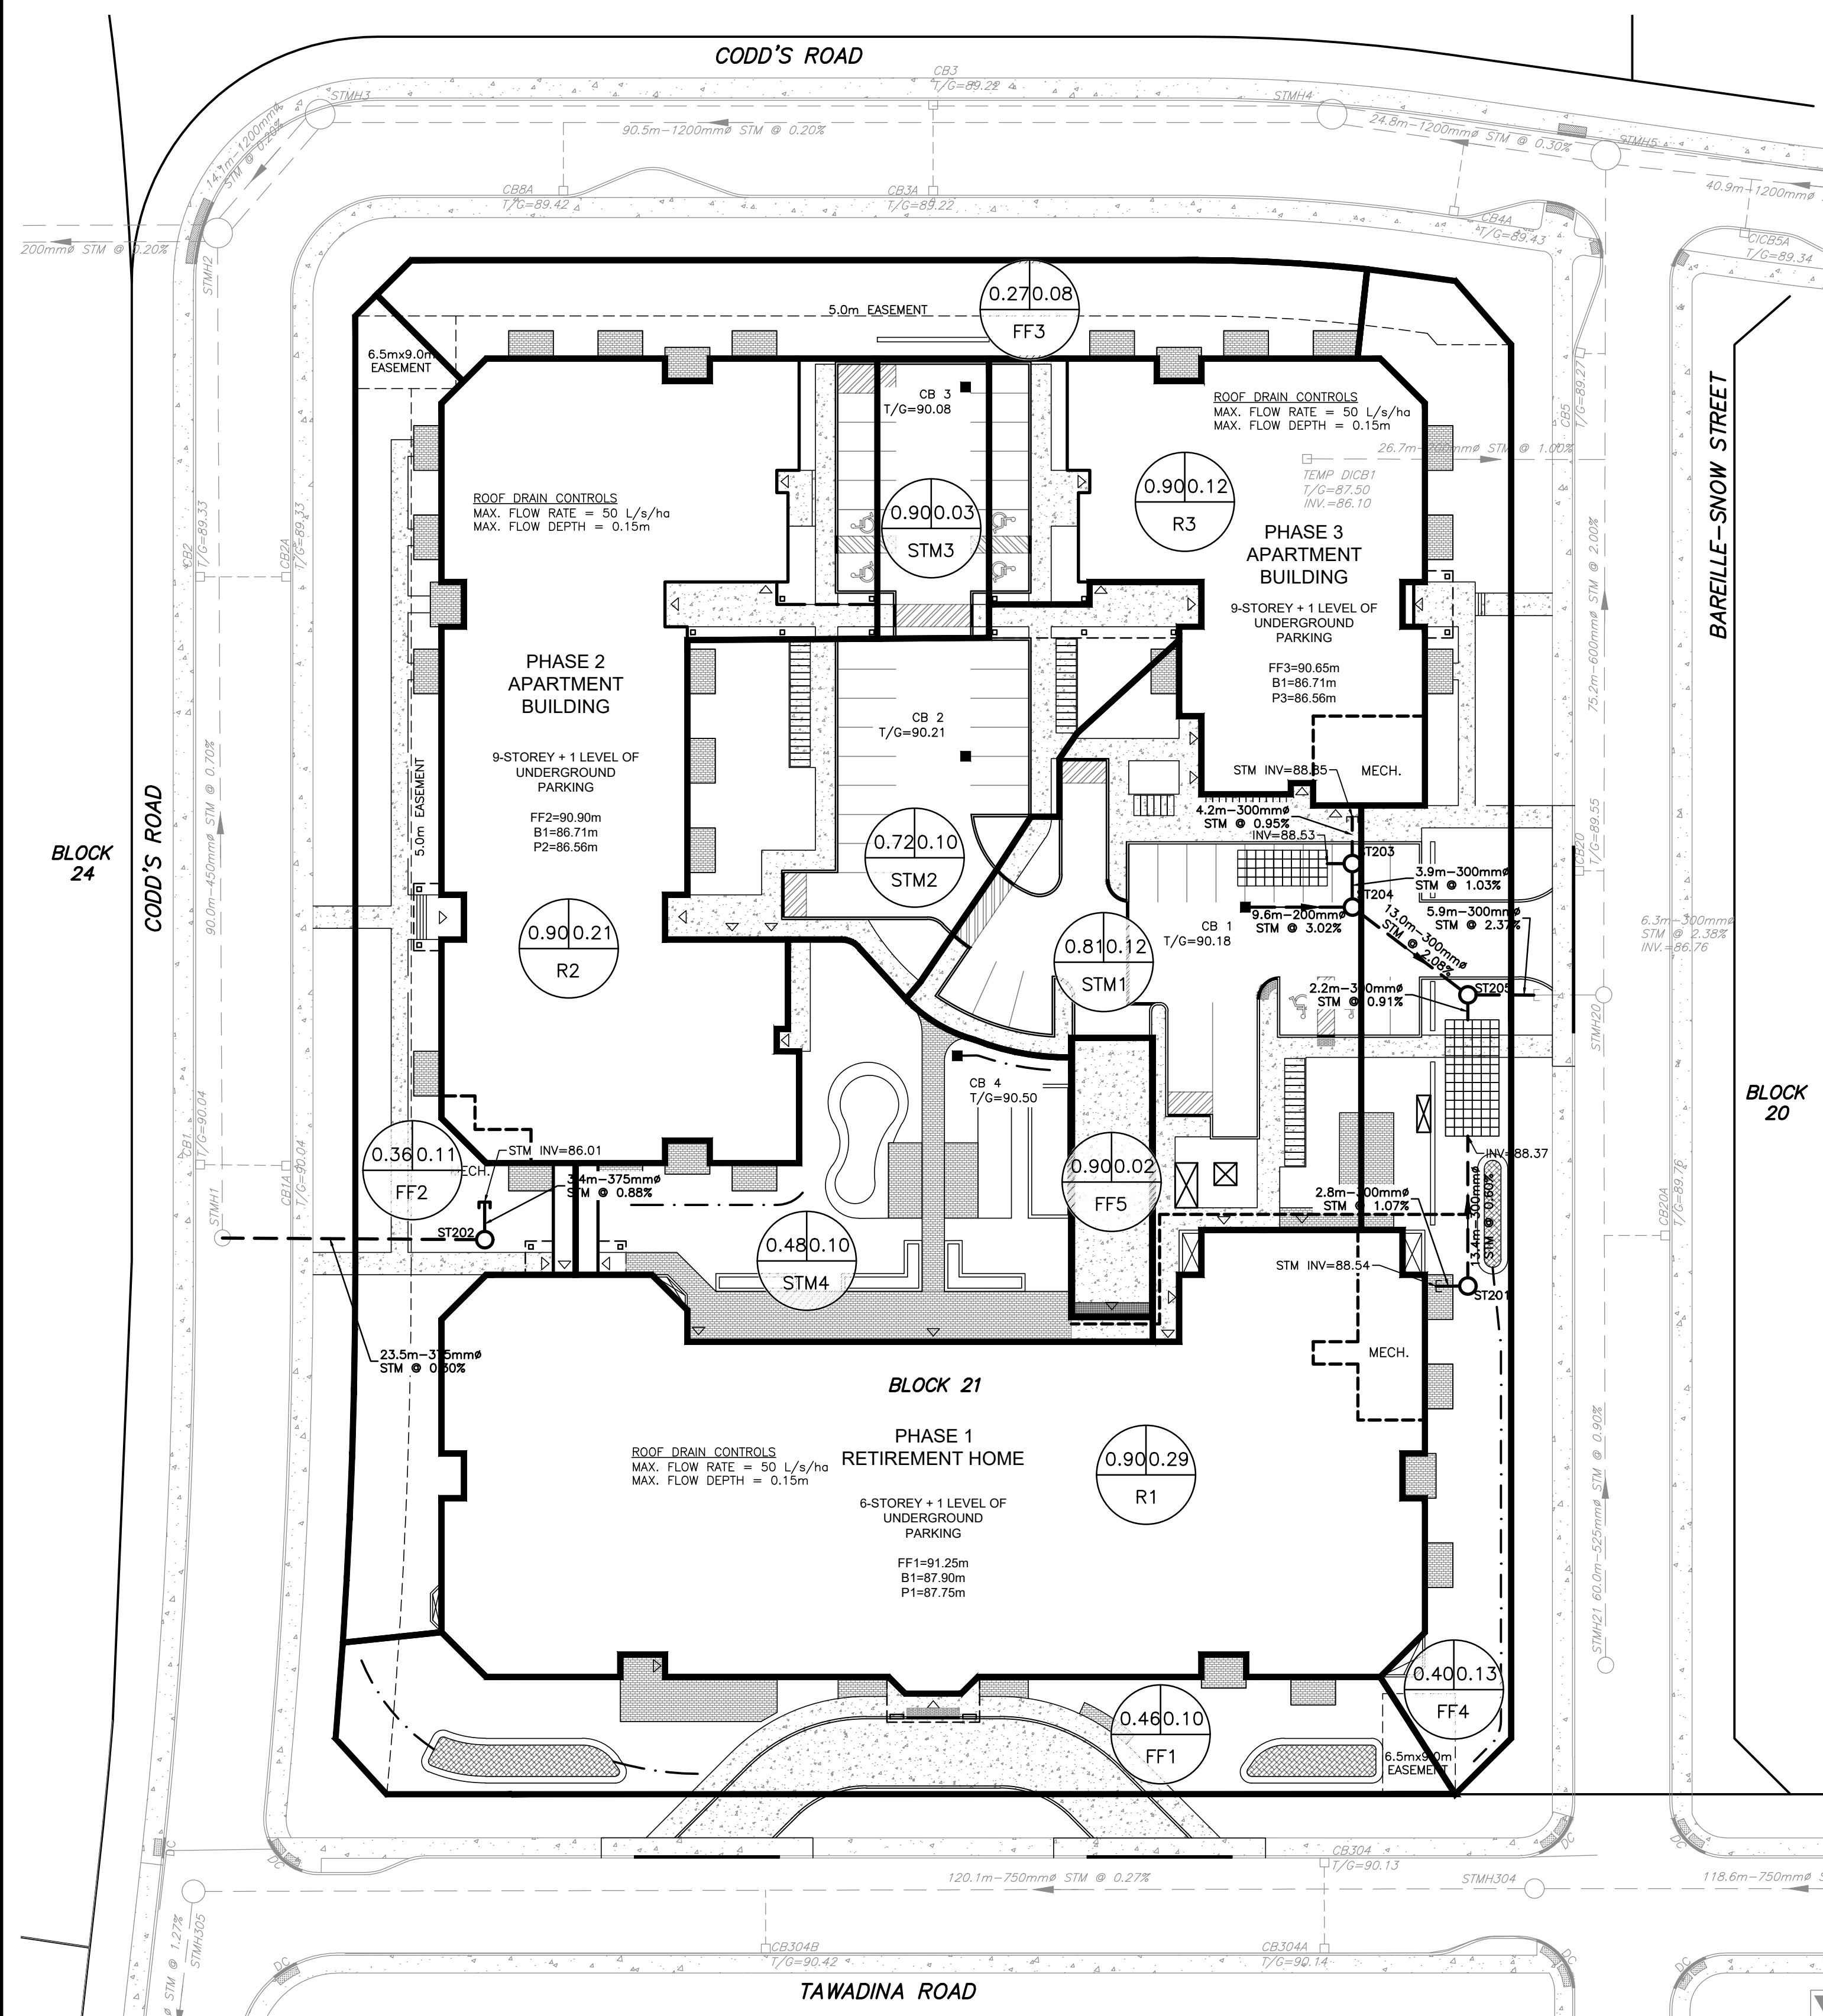 CODD'S ROAD
CB3
T/G=89.22
STMH3
STMH4
90.5m-1200mmø STM @ 0.20%
24.8m-1200mmø STM @ 0.30%
STMH5
14.1m-1200mmø
STM @ 0.20%
CB8A
T/G=89.42
CB3A
T/G=89.22
40.9m-1200mmø
CB4A
T/G=89.43
CICB5A
T/G=89.34
200mmø STM @ 0.20%
STMH2
0.27 0.08
FF3
5.0m EASEMENT
6.5mx9.0m
EASEMENT
CB 3
T/G=90.08
ROOF DRAIN CONTROLS
MAX. FLOW RATE = 50 L/s/ha
MAX. FLOW DEPTH = 0.15m
CB5
T/G=89.27
BAREILLE-SNOW STREET
26.7m-200mmø STM @ 1.00%
TEMP DICB1
T/G=87.50
INV.=86.10
0.90 0.12
R3
ROOF DRAIN CONTROLS
MAX. FLOW RATE = 50 L/s/ha
MAX. FLOW DEPTH = 0.15m
0.90 0.03
STM3
CB2
T/G=89.33
CB2A
T/G=89.33
PHASE 3
APARTMENT
BUILDING
9-STOREY + 1 LEVEL OF
UNDERGROUND
PARKING
FF3=90.65m
B1=86.71m
P3=86.56m
75.2m-600mmø STM @ 2.00%
PHASE 2
APARTMENT
BUILDING
9-STOREY + 1 LEVEL OF
UNDERGROUND
PARKING
FF2=90.90m
B1=86.71m
P2=86.56m
CB 2
T/G=90.21
STM INV=88.85
MECH.
4.2m-300mmø
STM @ 0.95%
INV=88.53
ST203
3.9m-300mmø
STM @ 1.03%
ST204
5.0m EASEMENT
90.0m-450mmø STM @ 0.70%
CODD'S ROAD
BLOCK
24
0.72 0.10
STM2
CB20
T/G=89.55
9.6m-200mmø
STM @ 3.02%
13.0m-300mmø
STM @ 2.08%
5.9m-300mmø
STM @ 2.37%
6.3m-300mmø
STM @ 2.38%
INV.=86.76
CB 1
T/G=90.18
0.90 0.21
R2
0.81 0.12
STM1
2.2m-300mmø
STM @ 0.91%
ST205
STMH20
CB 4
T/G=90.50
BLOCK
20
CB1
T/G=90.04
CB1A
T/G=90.04
STMH1
0.36 0.11
FF2
MECH.
STM INV=86.01
3.4m-375mmø
STM @ 0.88%
ST202
0.90 0.02
FF5
INV=88.37
2.8m-300mmø
STM @ 1.07%
13.4m-300mmø
STM @ 0.60%
CB20A
T/G=89.76
0.48 0.10
STM4
STM INV=88.54
ST201
23.5m-375mmø
STM @ 0.30%
MECH.
BLOCK 21
PHASE 1
RETIREMENT HOME
6-STOREY + 1 LEVEL OF
UNDERGROUND
PARKING
FF1=91.25m
B1=87.90m
P1=87.75m
ROOF DRAIN CONTROLS
MAX. FLOW RATE = 50 L/s/ha
MAX. FLOW DEPTH = 0.15m
0.90 0.29
R1
60.0m-525mmø STM @ 0.90%
STMH21
0.40 0.13
FF4
0.46 0.10
FF1
6.5mx9.0m
EASEMENT
DC
DC
DC
DC
CB304
T/G=90.13
120.1m-750mmø STM @ 0.27%
STMH304
118.6m-750mmø
STM @ 1.27%
STMH305
CB304B
T/G=90.42
CB304A
T/G=90.14
DC
DC
DC
TAWADINA ROAD